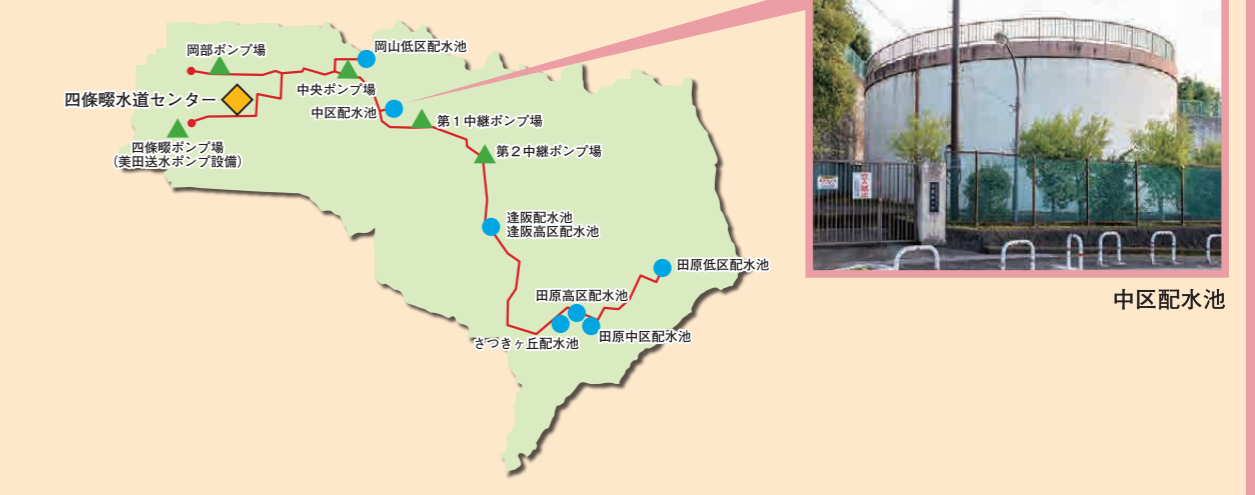 岡部ポンプ場
岡山低区配水池
四條畷水道センター
中央ポンプ場
中区配水池
第1中継ポンプ場
四條畷ポンプ場
(美田送水ポンプ設備)
第2中継ポンプ場
逢阪配水池
逢阪高区配水池
田原低区配水池
田原高区配水池
田原中区配水池
さつきヶ丘配水池
中区配水池